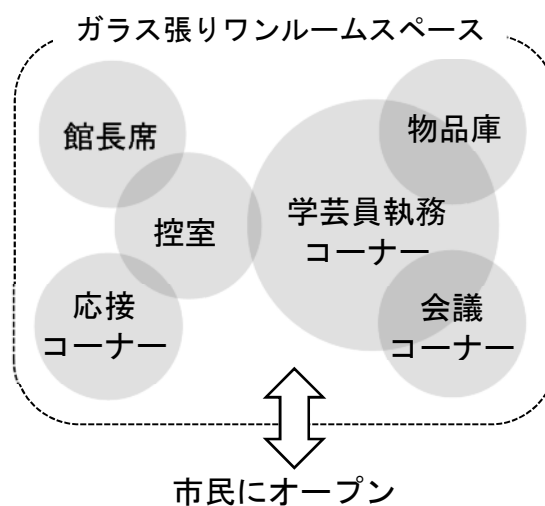 ガラス張りワンルームスペース
館長席
物品庫
控室
学芸員執務
コーナー
応接
コーナー
会議
コーナー
市民にオープン